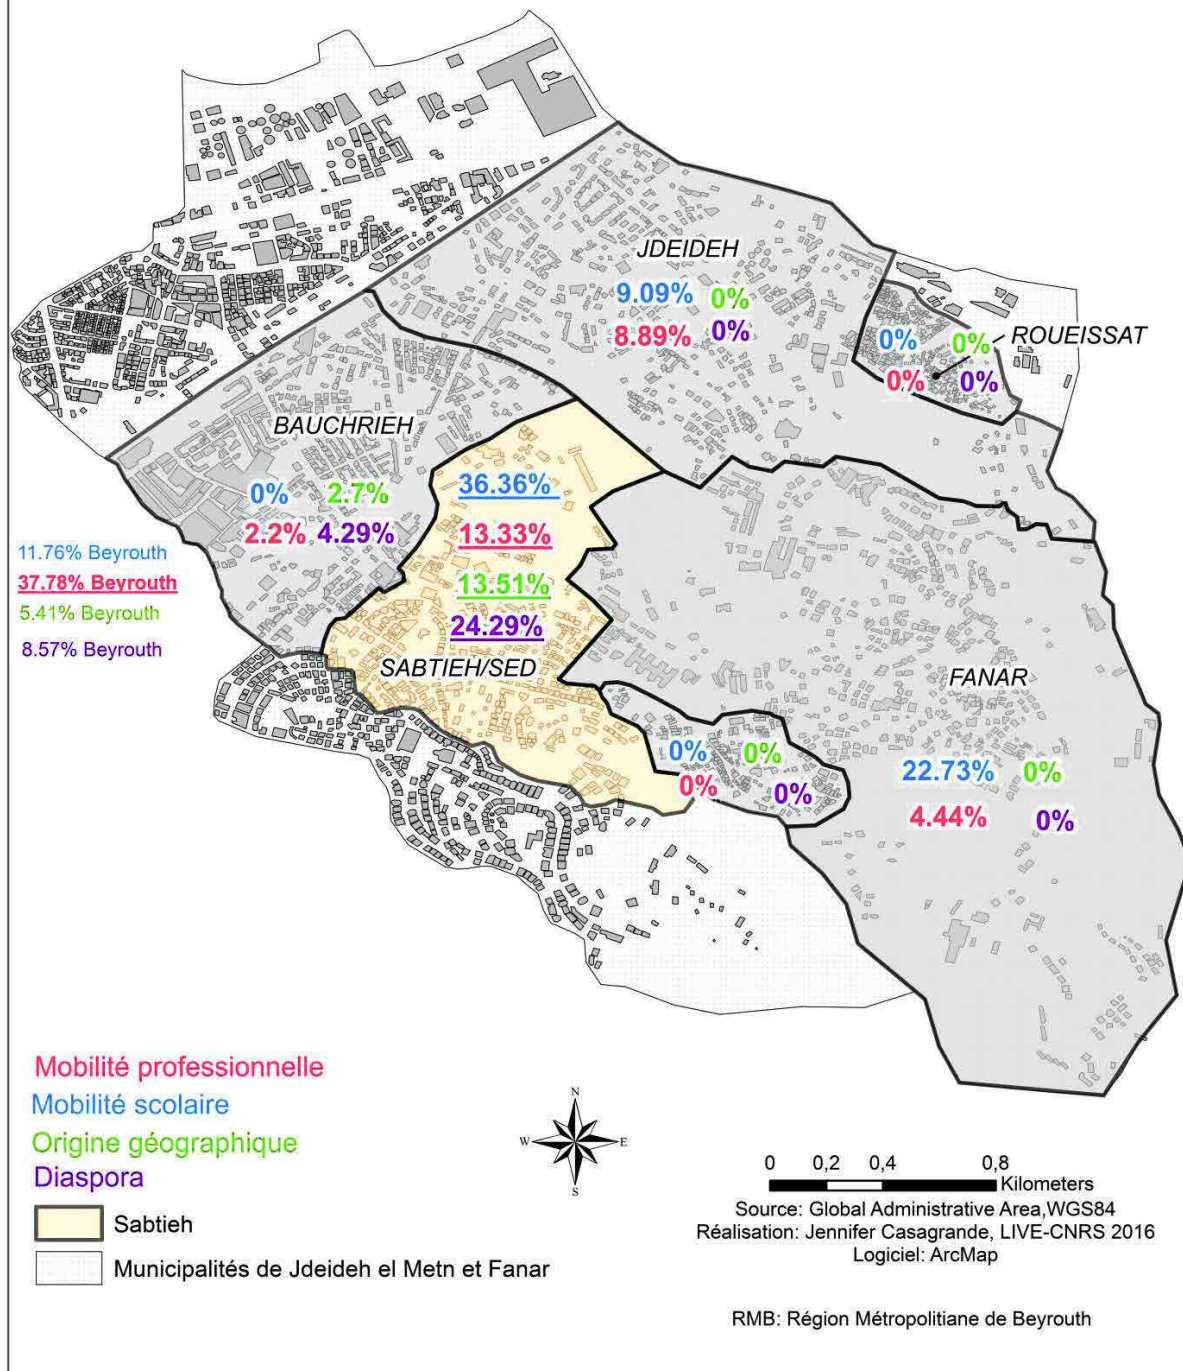 JDEIDEH
9.09% 0%
8.89% 0%
ROUEISSAT
0% 0%
0% 0%
BAUCHRIEH
0% 2.7%
2.2% 4.29%
36.36%
13.33%
13.51%
24.29%
SABTIEH/SED
11.76% Beyrouth
37.78% Beyrouth
5.41% Beyrouth
8.57% Beyrouth
FANAR
22.73% 0%
4.44% 0%
0% 0%
0% 0%
Mobilité professionnelle
Mobilité scolaire
Origine géographique
Diaspora
Sabtieh
Municipalités de Jdeideh el Metn et Fanar
N
W E
S
0 0,2 0,4 0,8
Kilometers
Source: Global Administrative Area,WGS84
Réalisation: Jennifer Casagrande, LIVE-CNRS 2016
Logiciel: ArcMap
RMB: Région Métropolitiane de Beyrouth